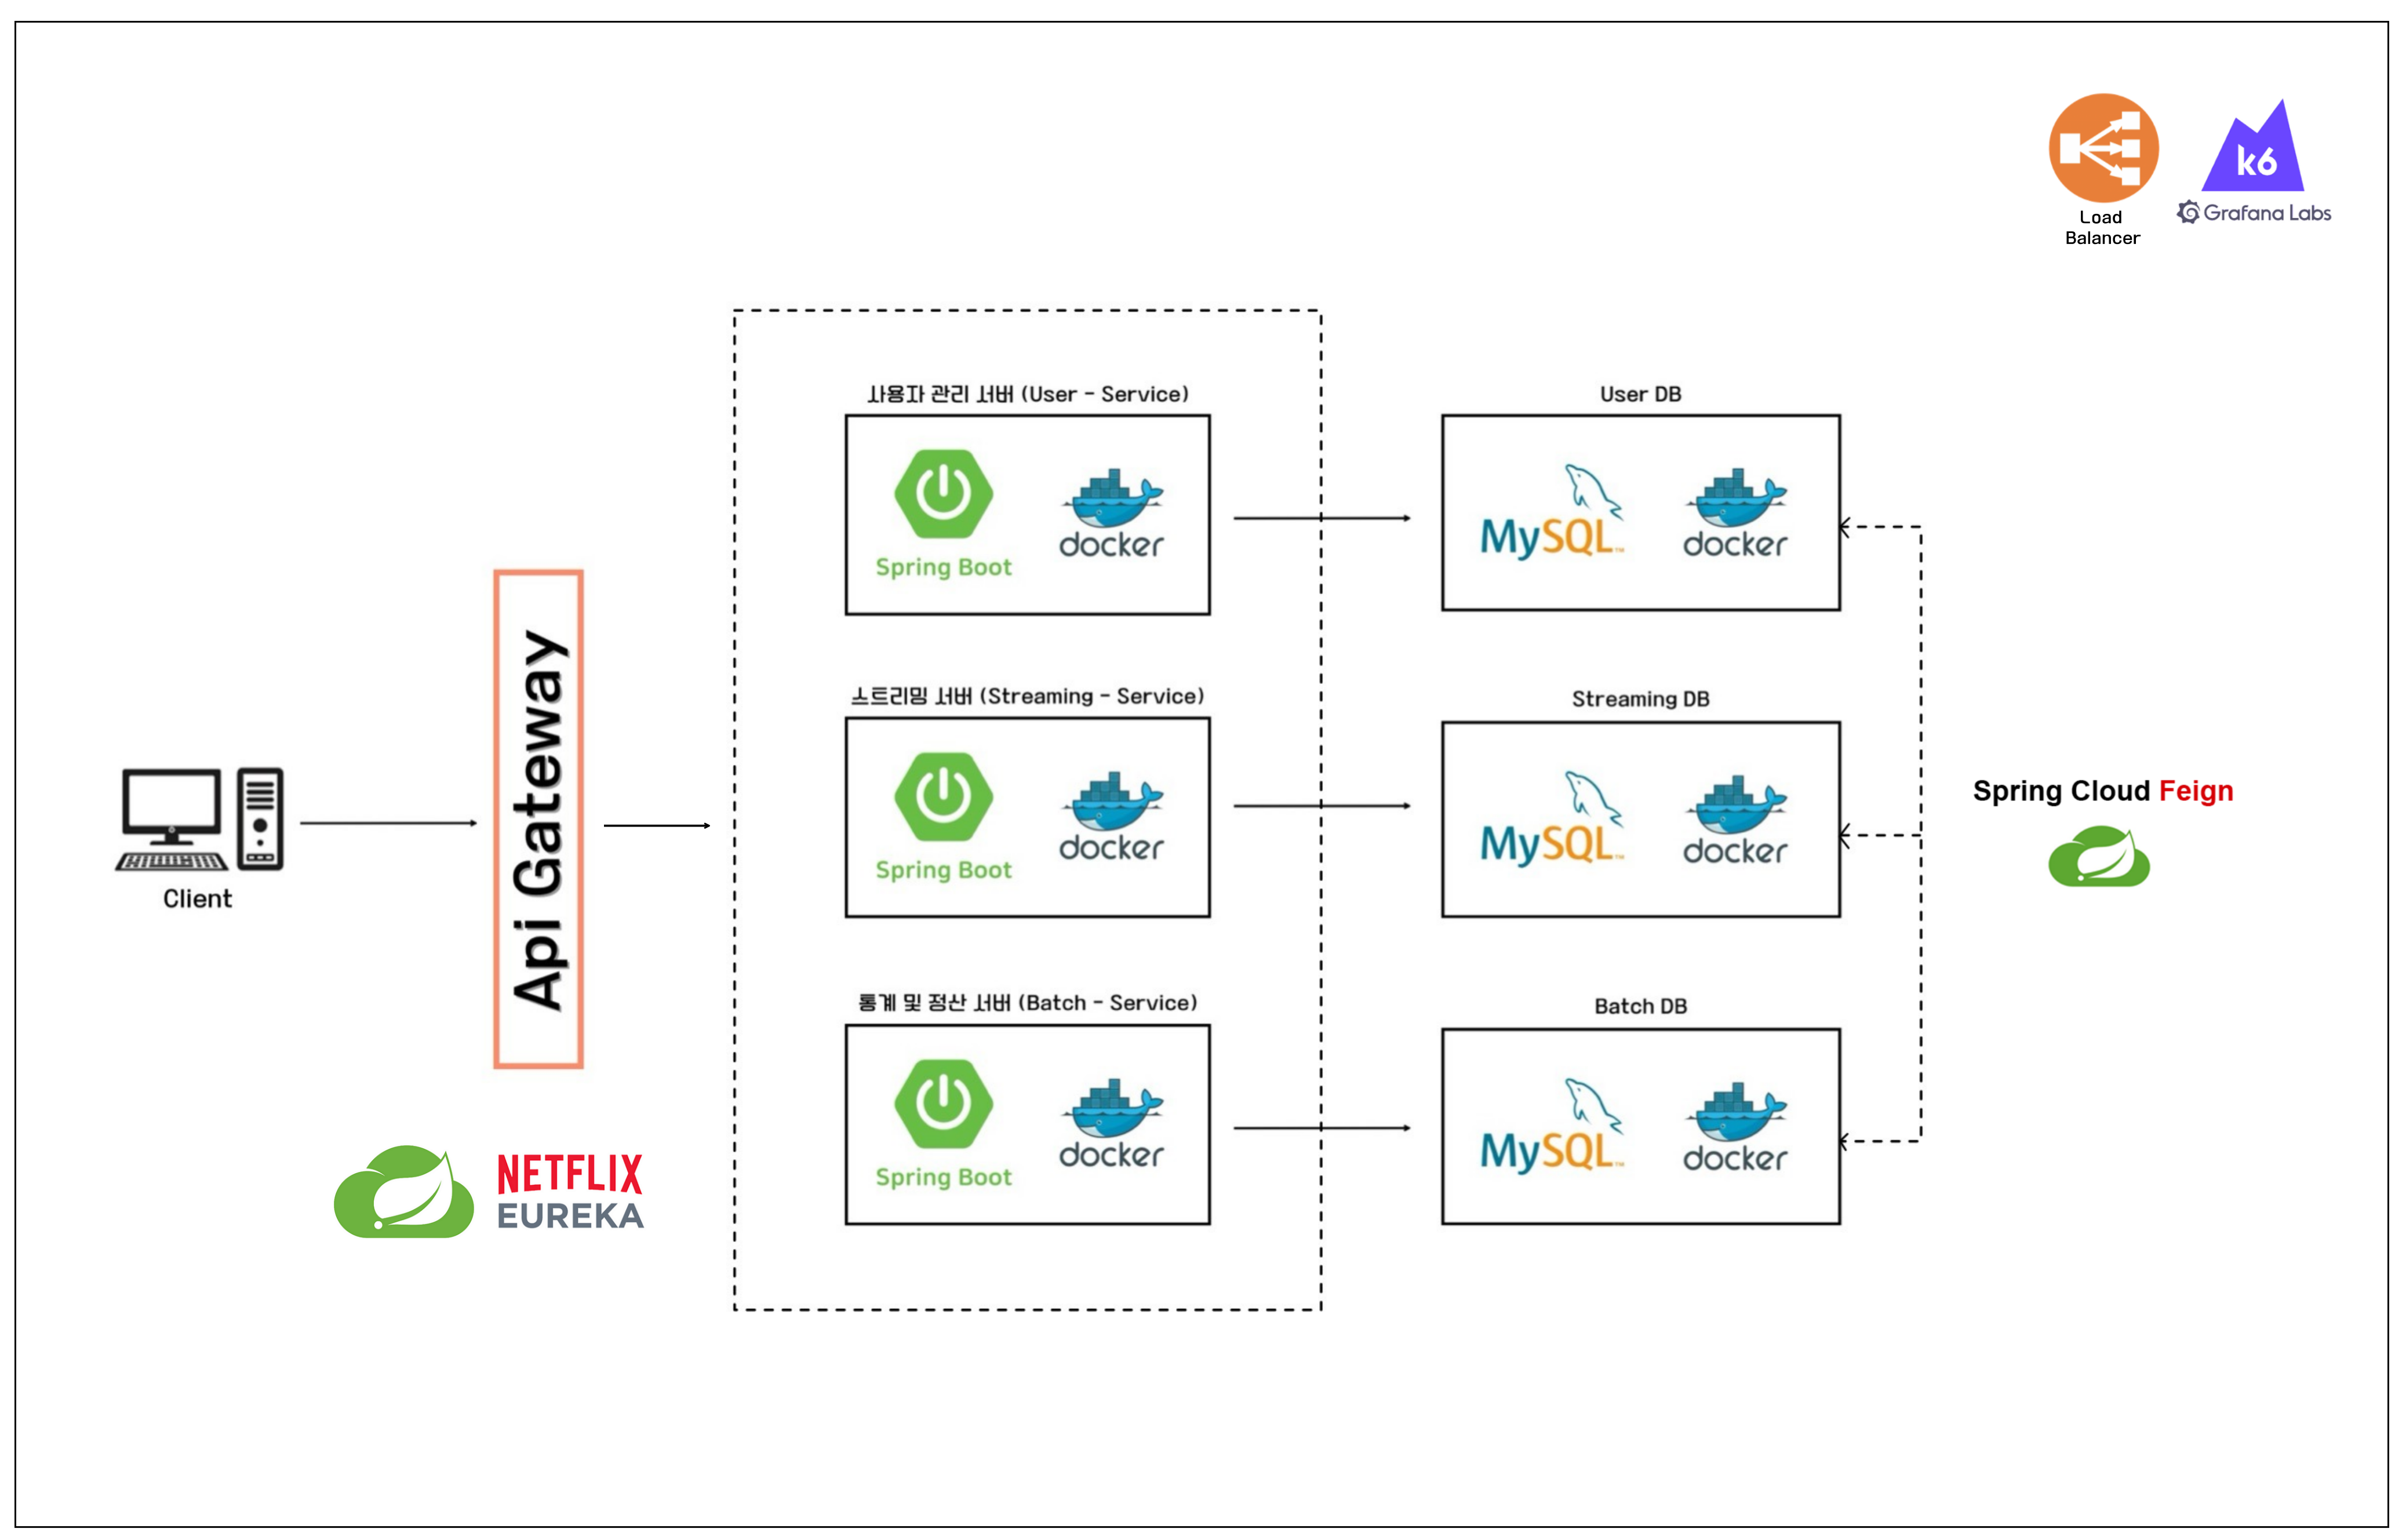 Load
Balancer
k6
Grafana Labs
사용자 관리 서버 (User - Service)
Spring Boot
docker
User DB
MySQL™
docker
스트리밍 서버 (Streaming - Service)
Spring Boot
docker
Streaming DB
MySQL™
docker
Api Gateway
Client
Spring Cloud Feign
통계 및 정산 서버 (Batch - Service)
Spring Boot
docker
Batch DB
MySQL™
docker
NETFLIX
EUREKA